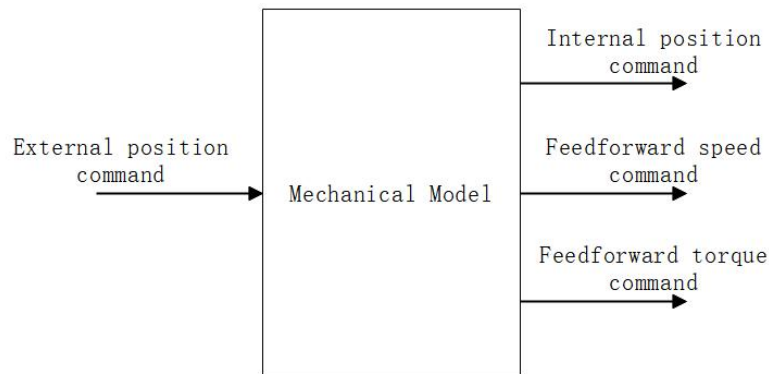 Internal position
command
External position
command
Mechanical Model
Feedforward speed
command
Feedforward torque
command